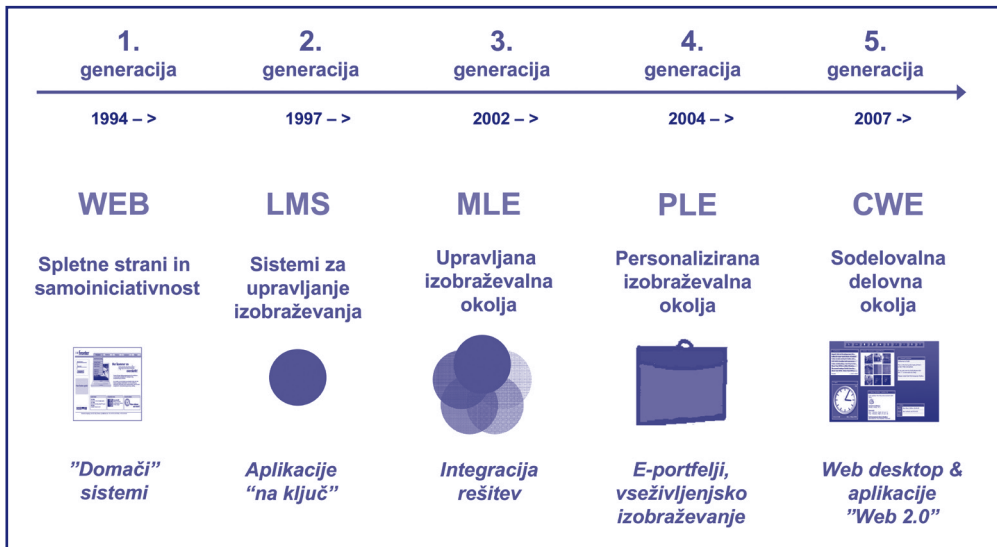 1.
generacija
2.
generacija
3.
generacija
4.
generacija
5.
generacija
1994 – >
1997 – >
2002 – >
2004 – >
2007 ->
WEB
LMS
MLE
PLE
CWE
Spletne strani in
samoiniciativnost
Sistemi za
upravljanje
izobraževanja
Upravljana
izobraževalna
okolja
Personalizirana
izobraževalna
okolja
Sodelovalna
delovna
okolja
”Domači”
sistemi
Aplikacije
“na ključ”
Integracija
rešitev
E-portfelji,
vseživljenjsko
izobraževanje
Web desktop &
aplikacije
”Web 2.0”